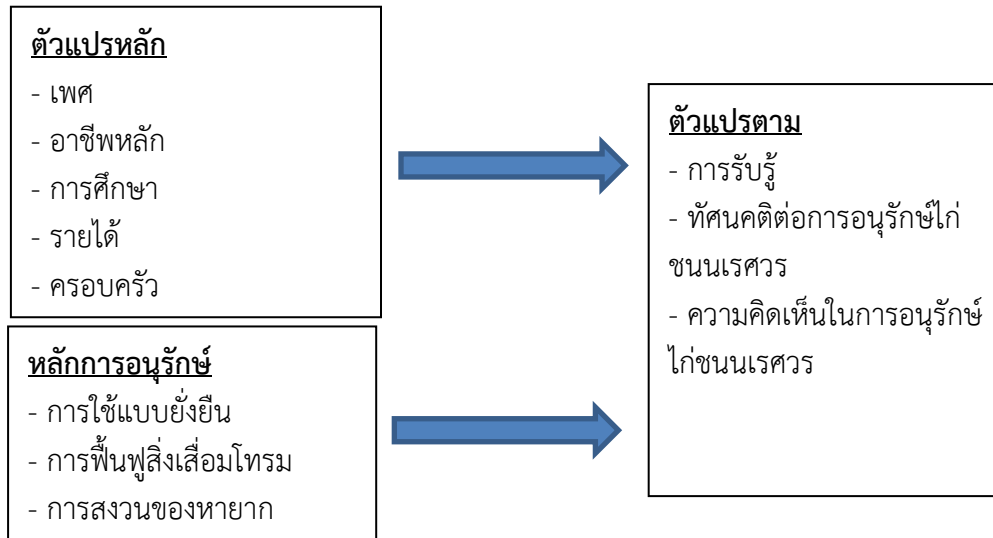 ตัวแปรหลัก
- เพศ
- อาชีพหลัก
- การศึกษา
- รายได้
- ครอบครัว
หลักการอนุรักษ์
- การใช้แบบยั่งยืน
- การฟื้นฟูสิ่งเสื่อมโทรม
- การสงวนของหายาก
ตัวแปรตาม
- การรับรู้
- ทัศนคติต่อการอนุรักษ์ไก่
ชนนเรศวร
- ความคิดเห็นในการอนุรักษ์
ไก่ชนนเรศวร